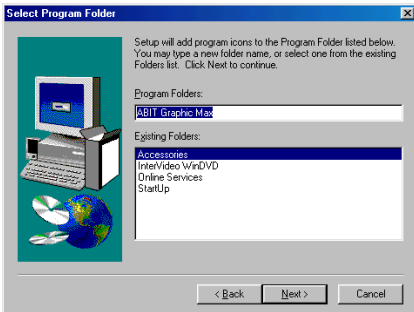 Select Program Folder
Setup will add program icons to the Program Folder listed below.
You may type a new folder name, or select one from the existing
Folders list. Click Next to continue.
Program Folders:
ABIT Graphic Max
Existing Folders:
Accessories
InterVideo WinDVD
Online Services
StartUp
< Back
Next >
Cancel